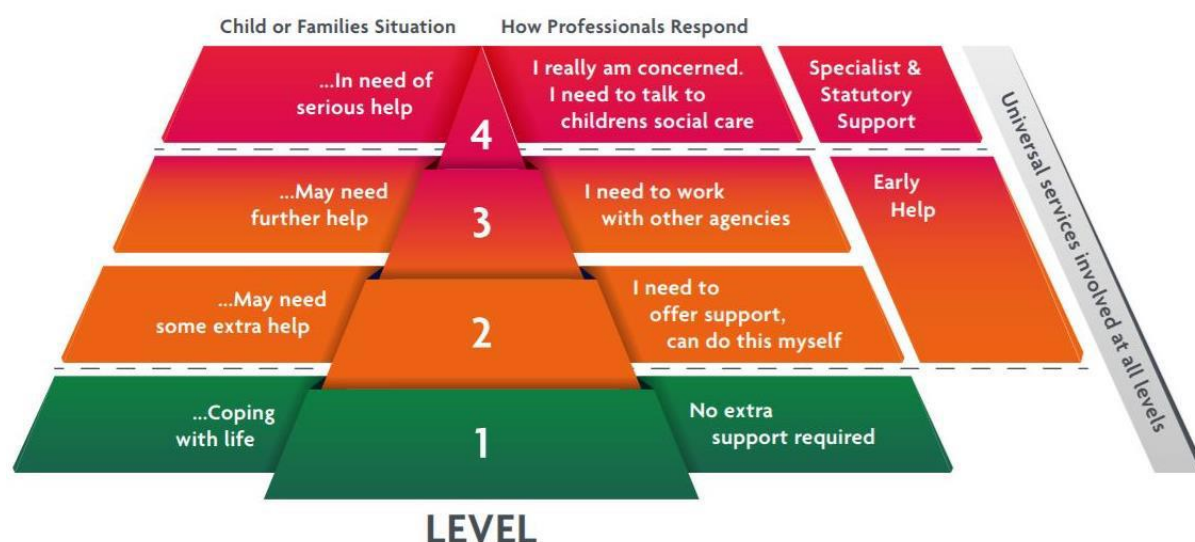 Child or Families Situation
How Professionals Respond
...In need of
serious help
4
I really am concerned.
I need to talk to
childrens social care
Specialist &
Statutory
Support
...May need
further help
3
I need to work
with other agencies
Early
Help
...May need
some extra help
2
I need to
offer support,
can do this myself
...Coping
with life
1
No extra
support required
Universal services involved at all levels
LEVEL